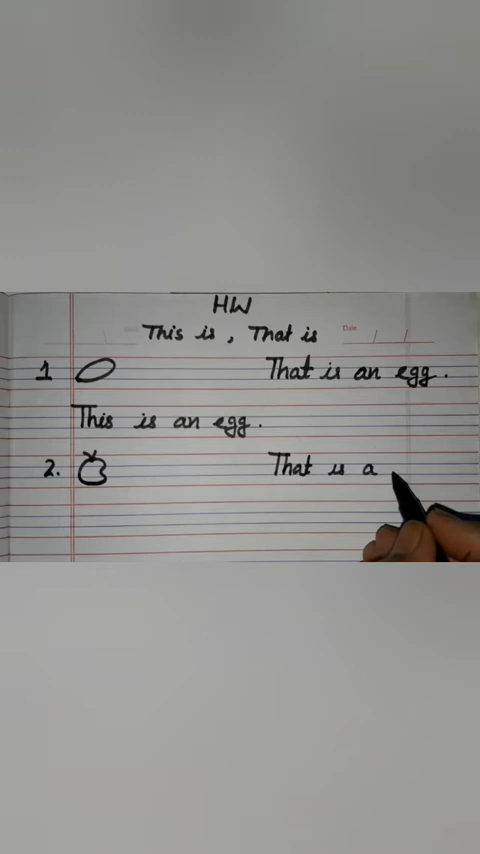 HW
This is , That is
Date / /
1 That is an egg .
This is an egg .
2. That is a